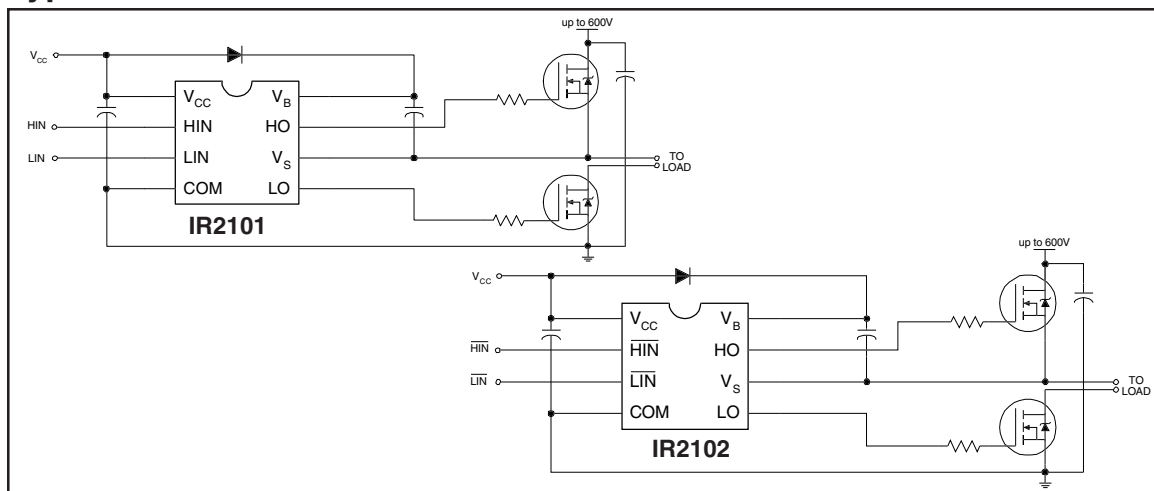 up to 600V
VCC
VCC VB
HIN HIN HO
LIN LIN VS TO
LOAD
COM LO
IR2101
up to 600V
VCC
VCC VB
HIN HIN HO
LIN LIN VS TO
LOAD
COM LO
IR2102